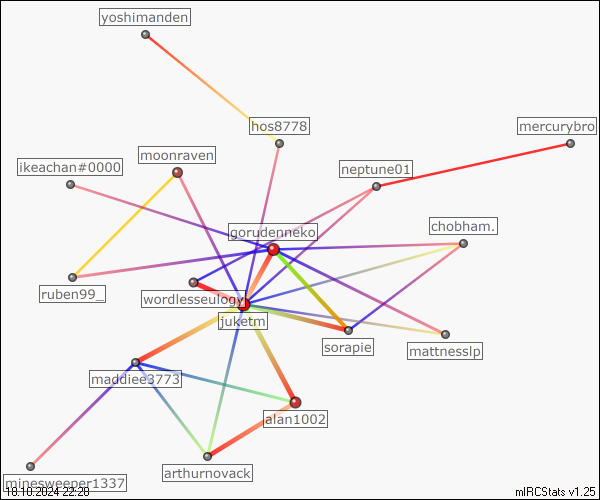 yoshimanden
hos8778
mercurybro
moonraven
ikeachan#0000
neptune01
chobham.
gorudenneko
ruben99_
wordlesseulogy
juketm
sorapie
mattnesslp
maddiee3773
alan1002
arthurnovack
minesweeper1337
18.10.2024 22:28
mIRCStats v1.25